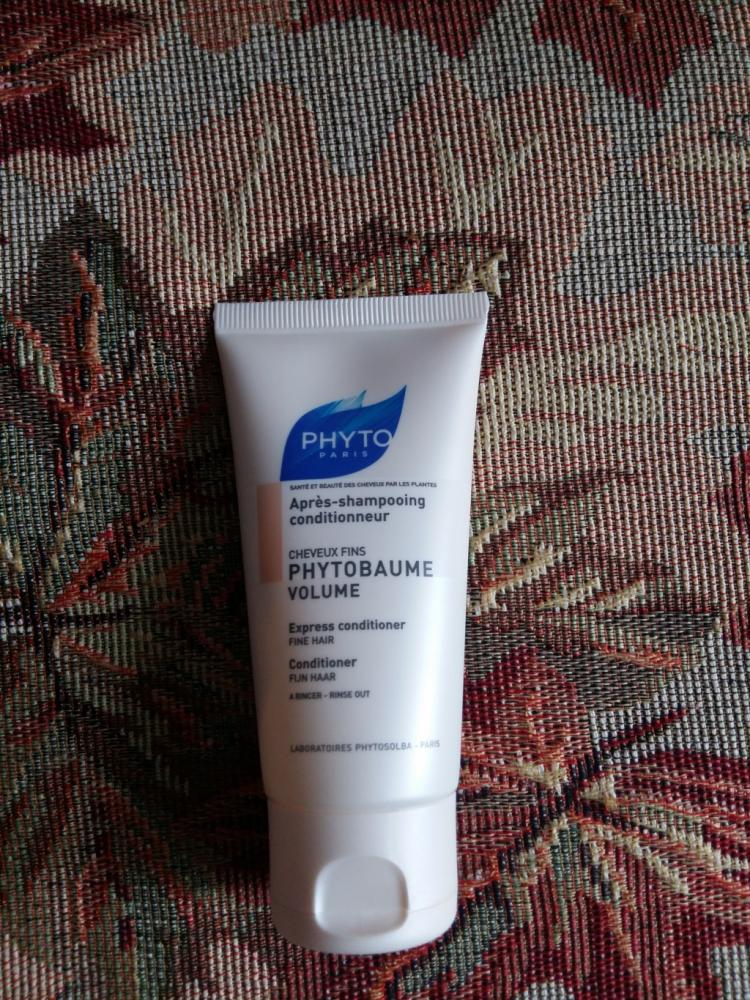 PHYTO
PARIS
SANTÉ ET BEAUTÉ DES CHEVEUX PAR LES PLANTES
Après-shampooing
conditionneur
CHEVEUX FINS
PHYTOBAUME
VOLUME
Express conditioner
FINE HAIR
Conditioner
FIJN HAAR
A RINCER - RINSE OUT
LABORATOIRES PHYTOSOLBA - PARIS